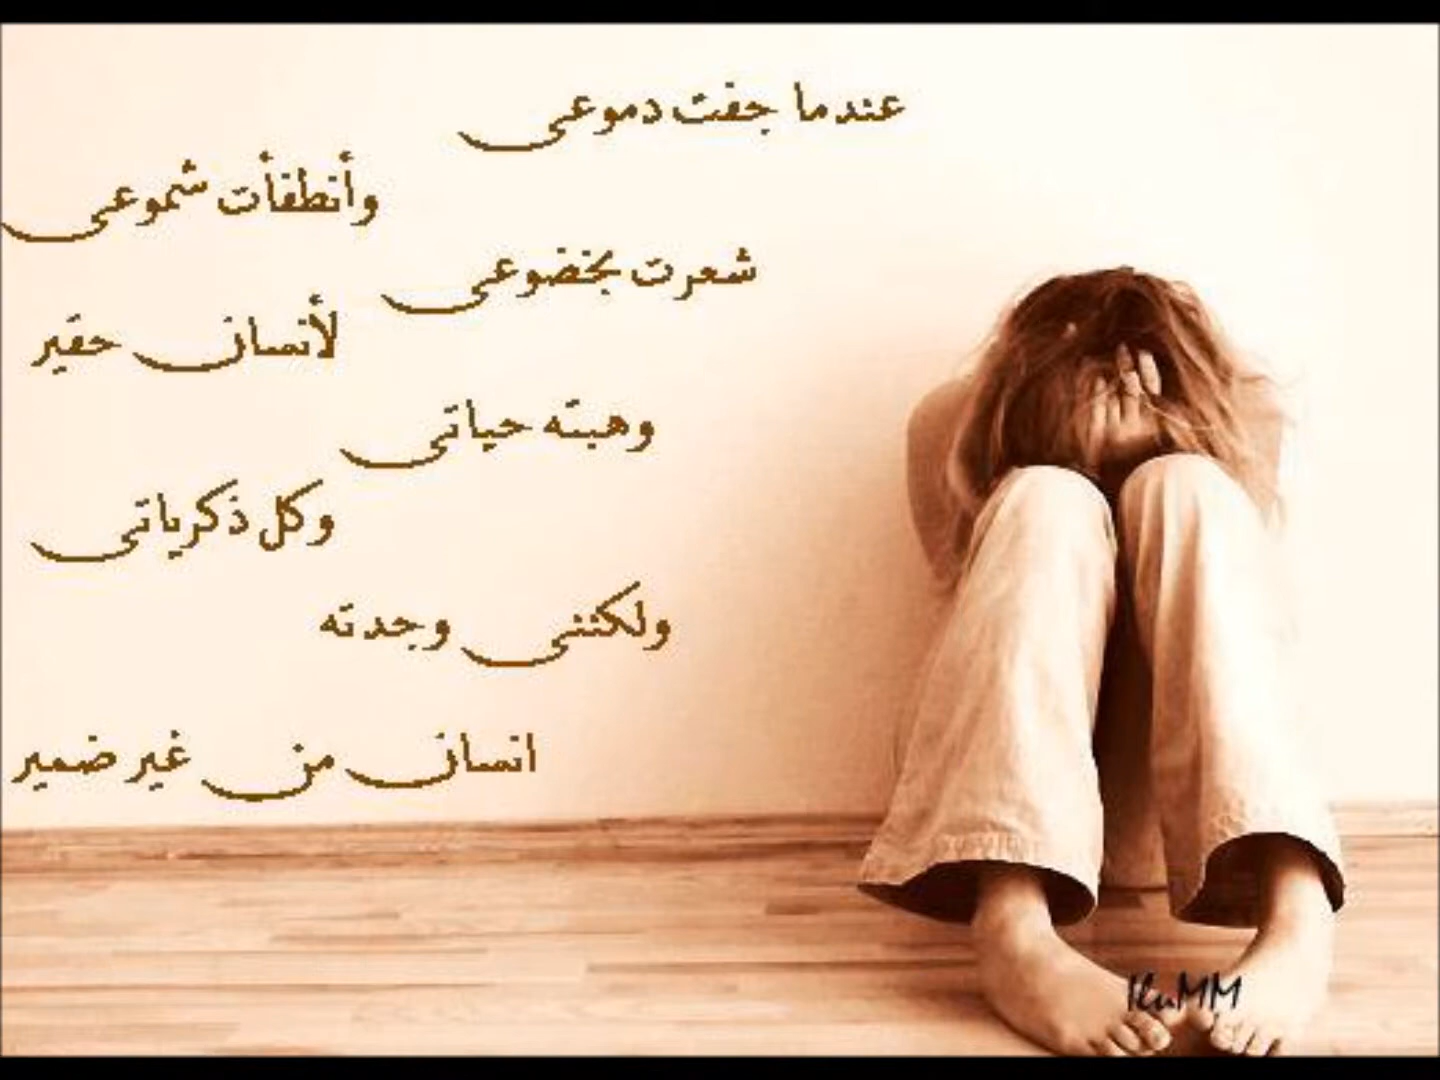 عندما جفت دموعي
وأنطفأت شموعي
شعرت بخضوعي
لأنسان حقير
وهبته حياتي
وكل ذكرياتي
ولكنني وجدته
انسان من غير ضمير